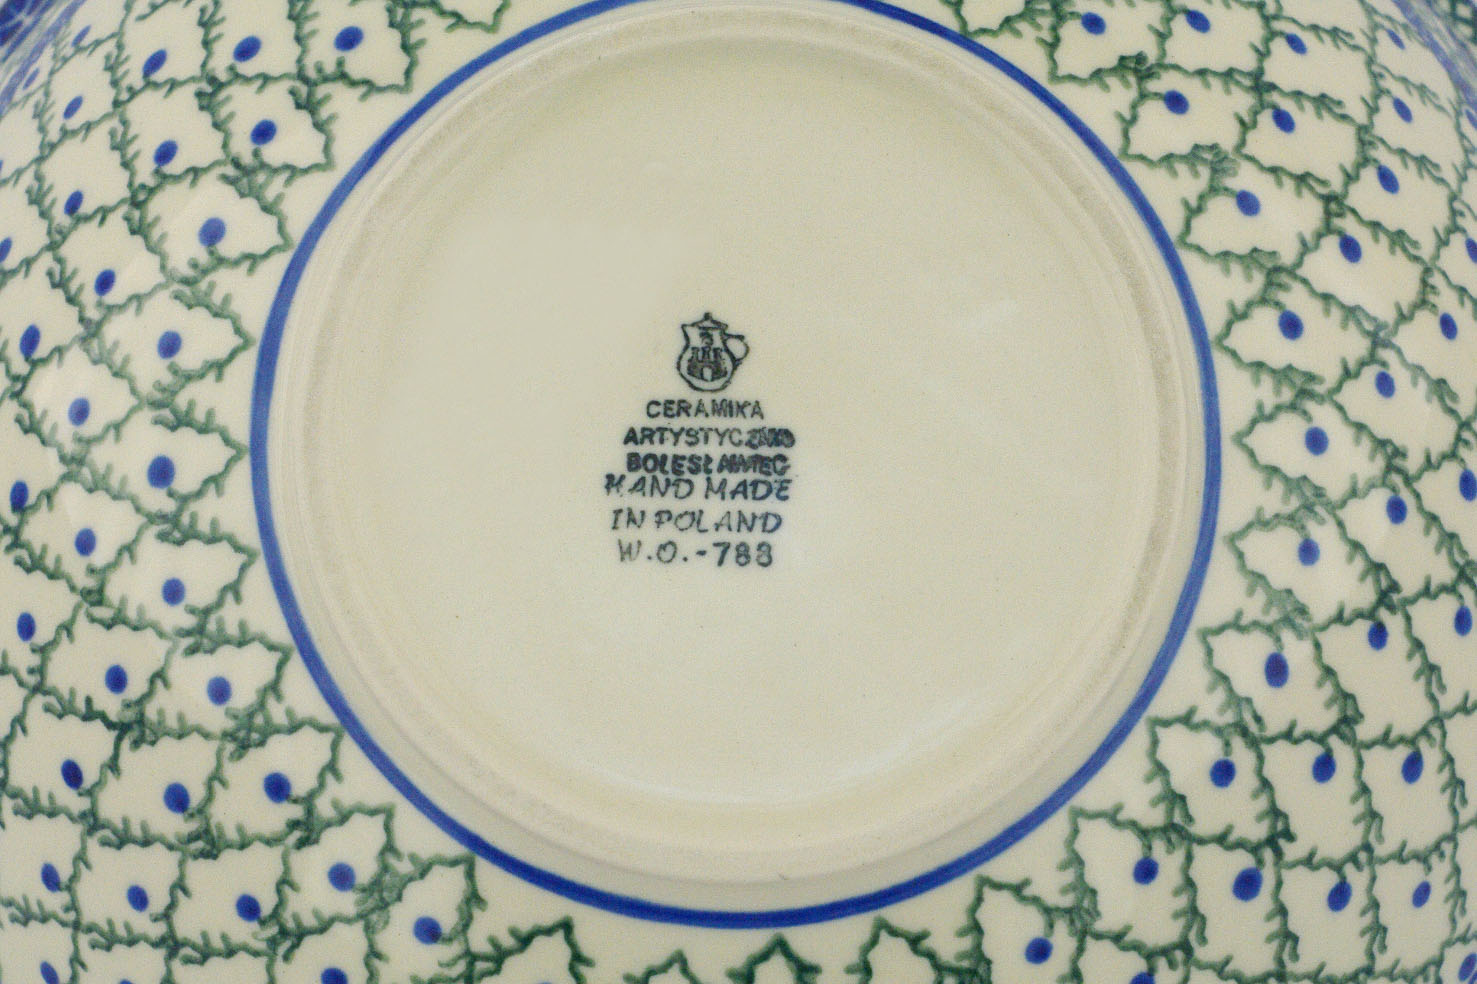 CERAMIKA
ARTYSTYCZNA
BOLESŁAWIEC
HAND MADE
IN POLAND
W.O.-788